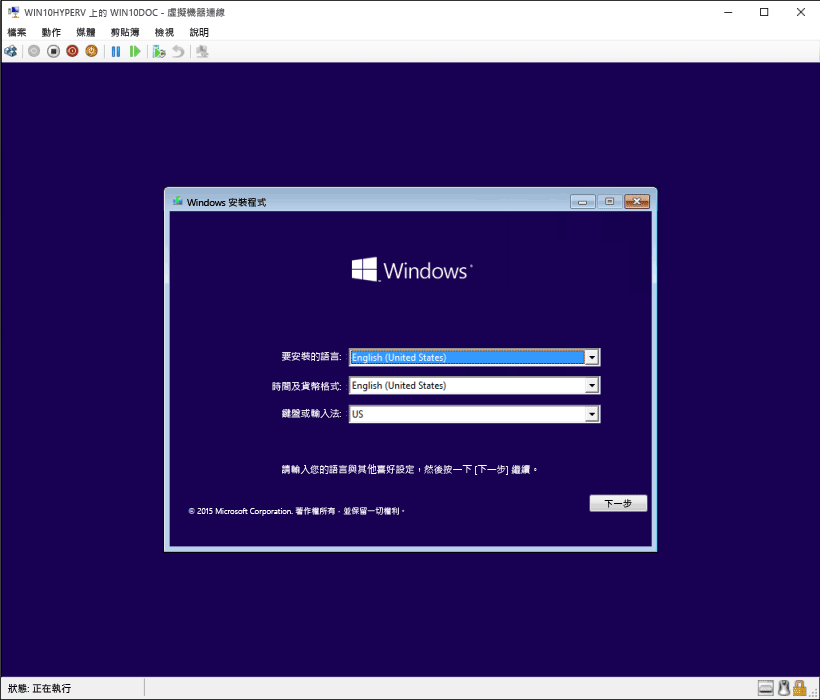 WIN10HYPERV 上的 WIN10DOC - 虛擬機器連線
檔案 動作 媒體 剪貼簿 檢視 說明
Windows 安裝程式
Windows
要安裝的語言: English (United States)
時間及貨幣格式: English (United States)
鍵盤或輸入法: US
請輸入您的語言與其他喜好設定，然後按一下 [下一步] 繼續。
下一步
© 2015 Microsoft Corporation. 著作權所有，並保留一切權利。
狀態: 正在執行